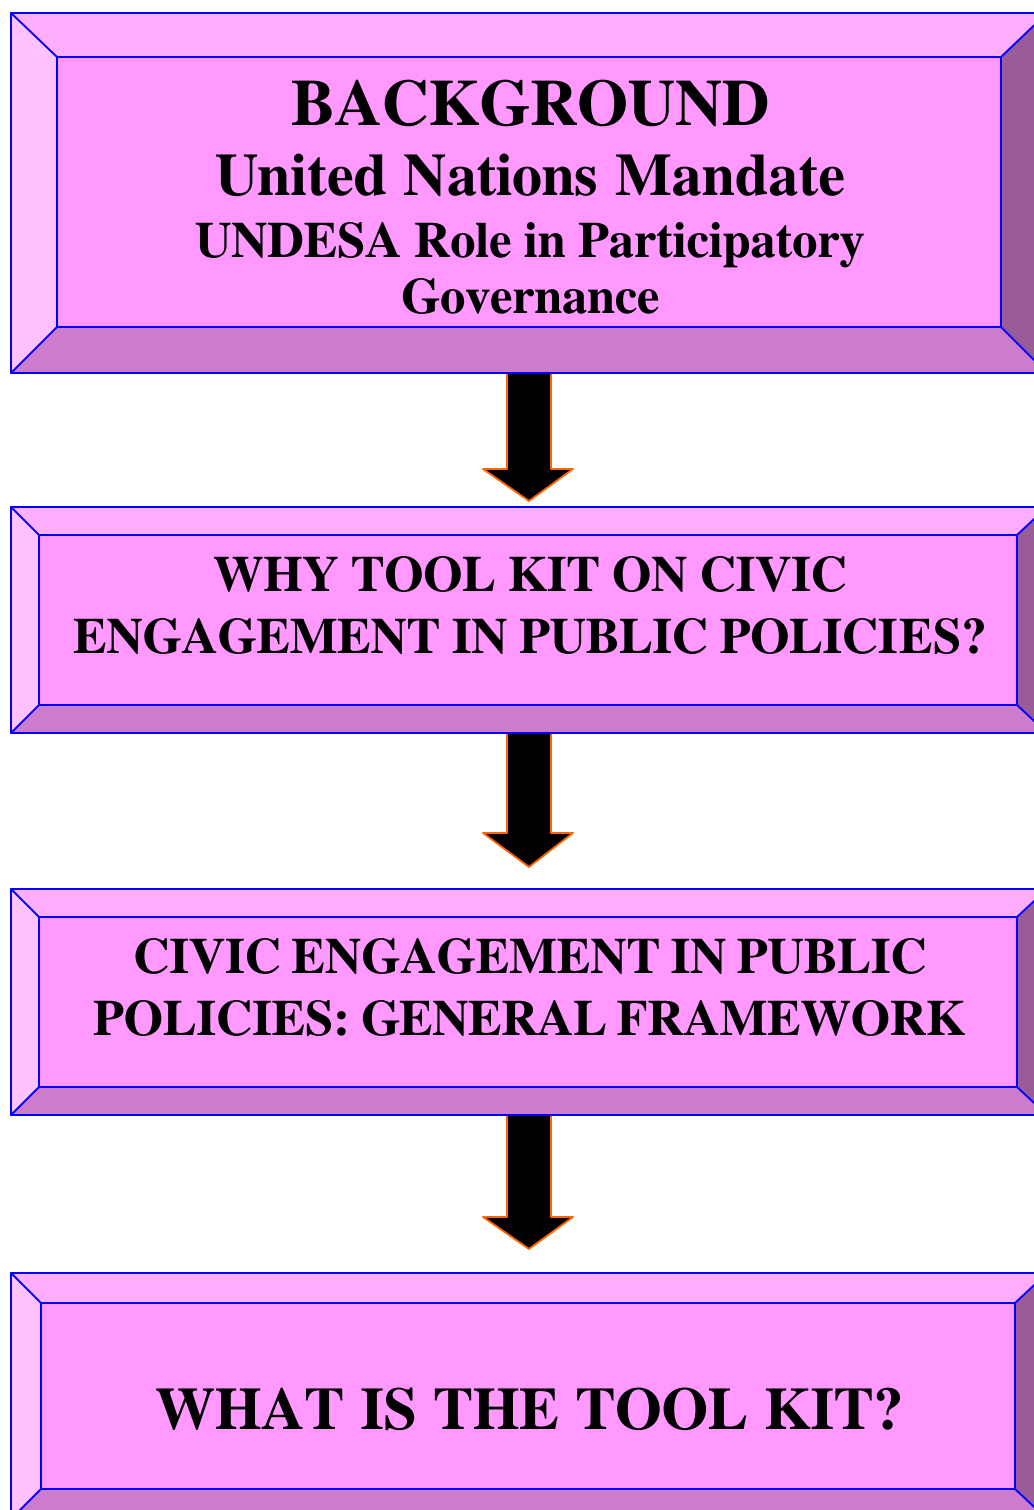 BACKGROUND
United Nations Mandate
UNDESA Role in Participatory
Governance
WHY TOOL KIT ON CIVIC
ENGAGEMENT IN PUBLIC POLICIES?
CIVIC ENGAGEMENT IN PUBLIC
POLICIES: GENERAL FRAMEWORK
WHAT IS THE TOOL KIT?